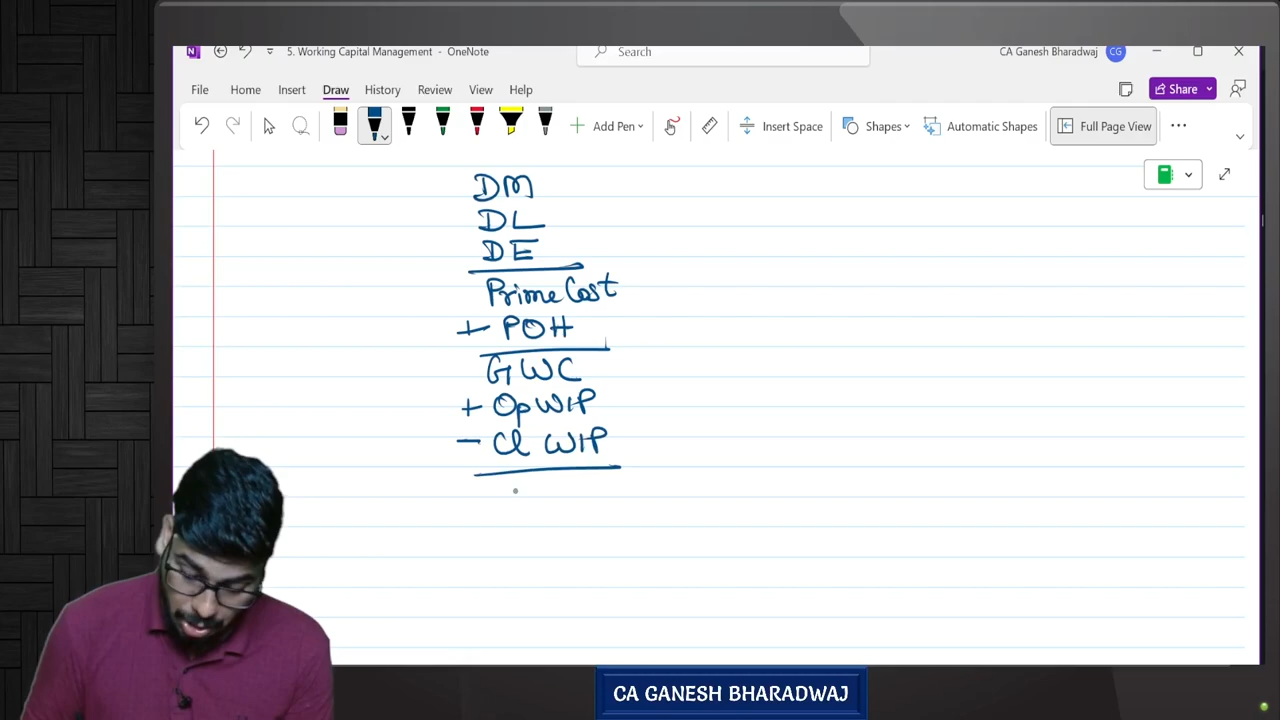 5. Working Capital Management - OneNote
Search
CA Ganesh Bharadwaj CG
File Home Insert Draw History Review View Help
Share
Add Pen
Insert Space
Shapes
Automatic Shapes
Full Page View
DM
DL
DE
Prime Cost
+ POH
GWC
+ Op WIP
- Cl WIP
CA GANESH BHARADWAJ